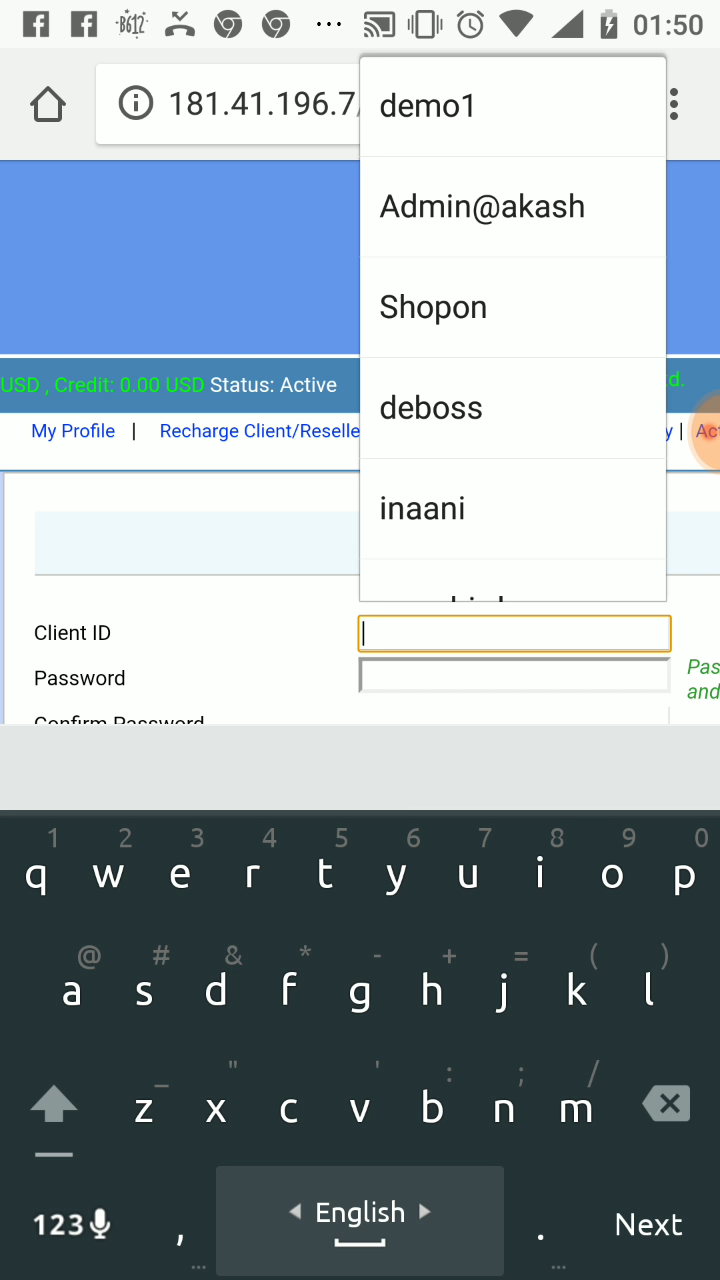 B612 ... 01:50
181.41.196.7/
demo1
Admin@akash
Shopon
deboss
inaani
USD , Credit: 0.00 USD Status: Active
d.
My Profile | Recharge Client/Reselle
y | Act
Client ID
Password
Pas
and
Confirm Password
1 2 3 4 5 6 7 8 9 0
q w e r t y u i o p
@ # & * - + = ( )
a s d f g h j k l
_ " ' : ; /
z x c v b n m
123 , English . Next
... ...